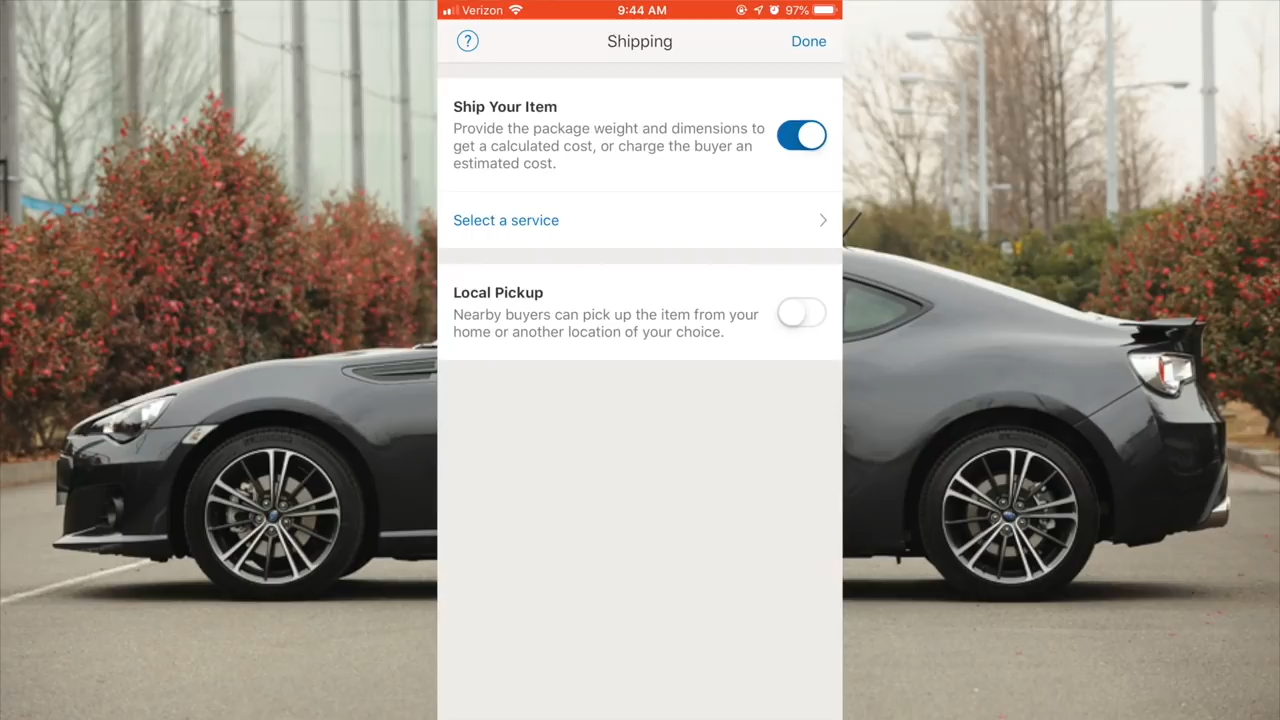 Verizon 9:44 AM 97%
? Shipping Done
Ship Your Item
Provide the package weight and dimensions to
get a calculated cost, or charge the buyer an
estimated cost.
Select a service
Local Pickup
Nearby buyers can pick up the item from your
home or another location of your choice.